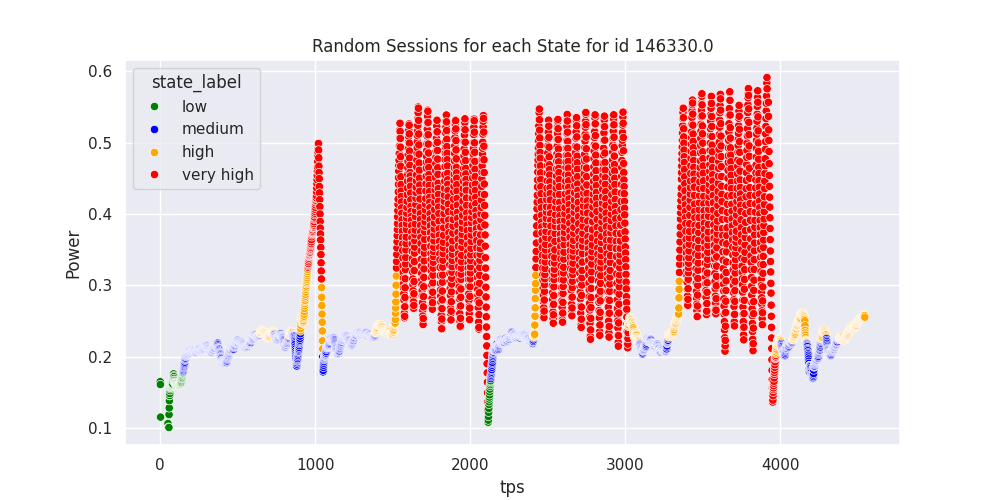 Random Sessions for each State for id 146330.0
state_label
low
medium
high
very high
Power
0.6
0.5
0.4
0.3
0.2
0.1
0 1000 2000 3000 4000
tps